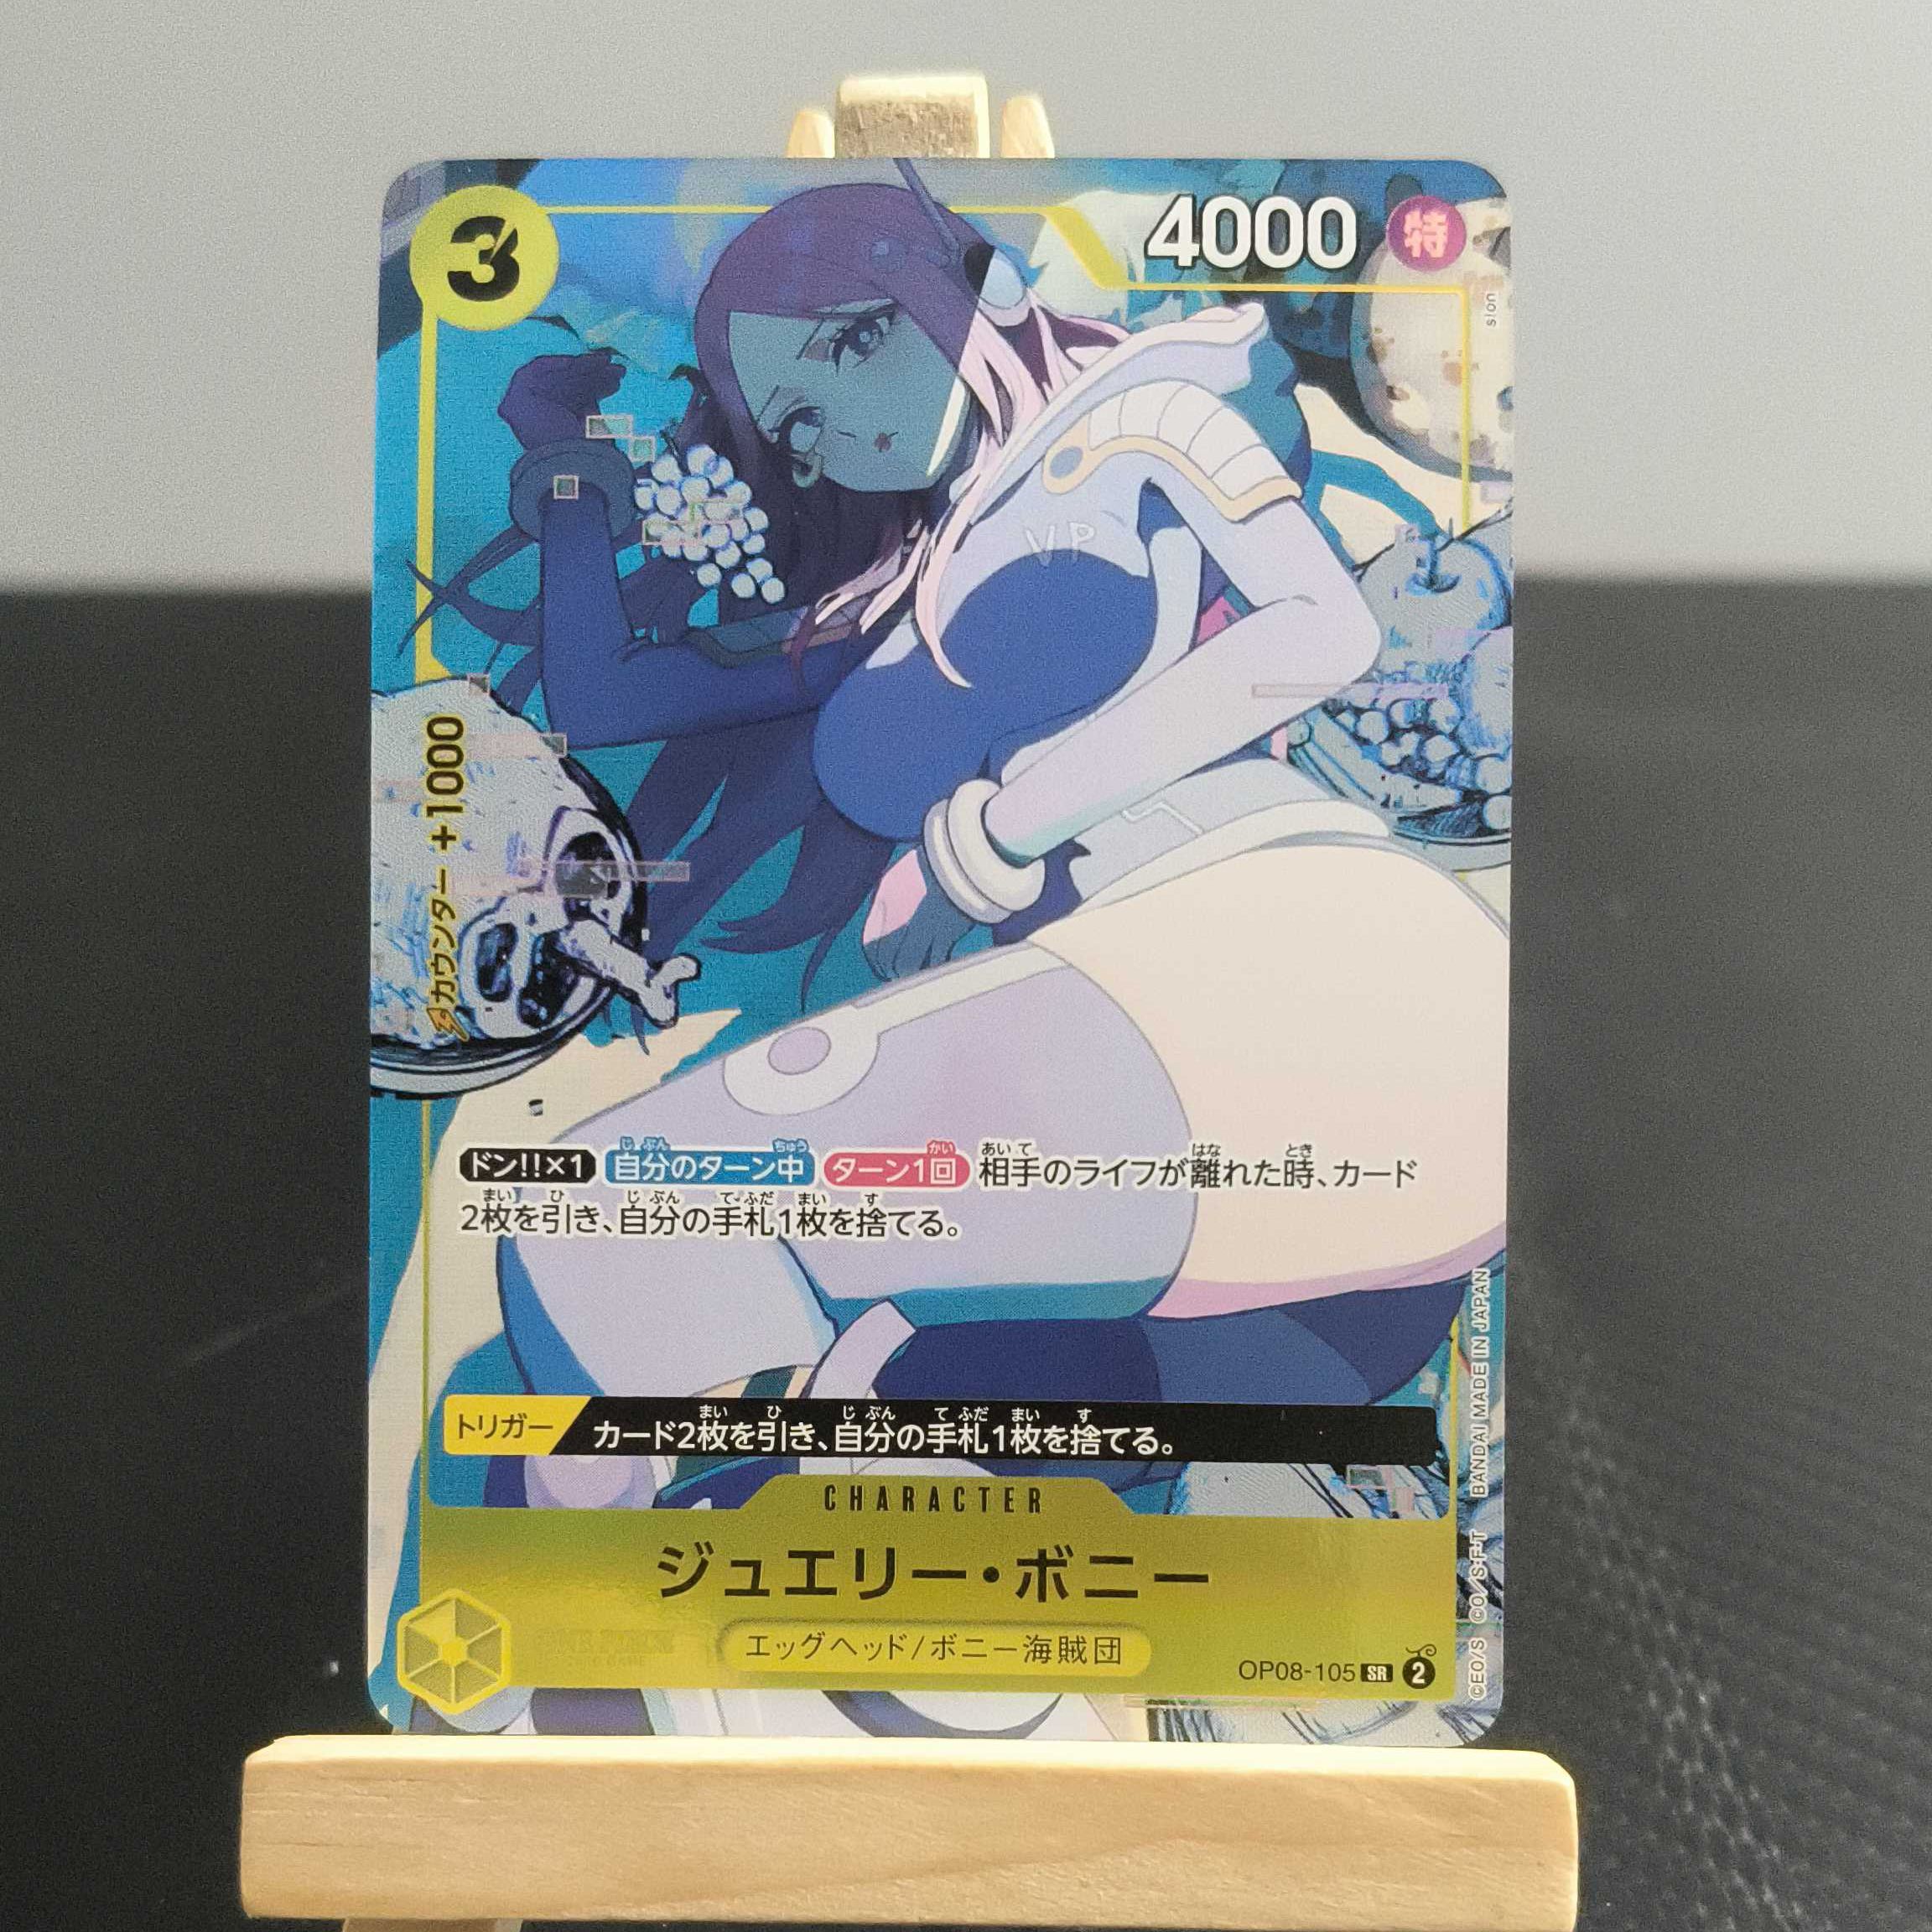 3
4000
特
sion
VP
カウンター +1000
ドン!!×1 自分のターン中 ターン1回 相手のライフが離れた時、カード
2枚を引き、自分の手札1枚を捨てる。
トリガー カード2枚を引き、自分の手札1枚を捨てる。
CHARACTER
ジュエリー・ボニー
エッグヘッド/ボニー海賊団
OP08-105 SR 2
©EO/S ©O/S・F・T BANDAI MADE IN JAPAN